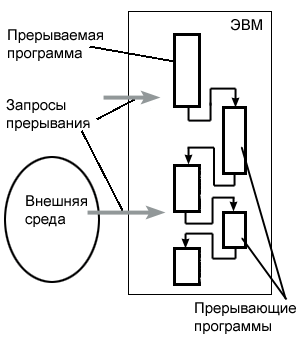 ЭВМ
Прерываемая
программа
Запросы
прерывания
Внешняя
среда
Прерывающие
программы